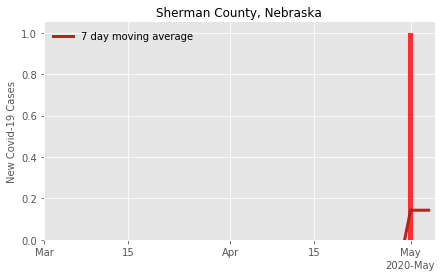 Sherman County, Nebraska
7 day moving average
New Covid-19 Cases
1.0
0.8
0.6
0.4
0.2
0.0
Mar 15 Apr 15 May
2020-May